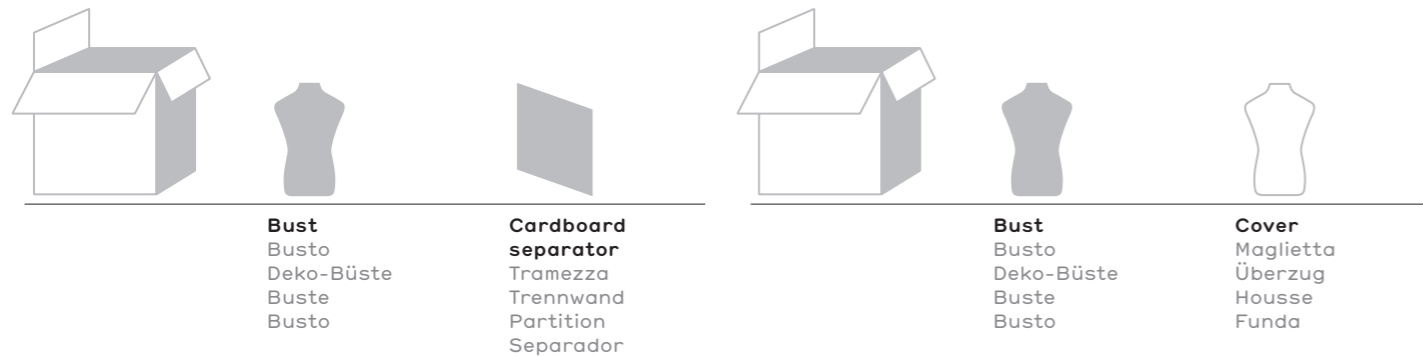 Bust
Busto
Deko-Büste
Buste
Busto
Cardboard
separator
Tramezza
Trennwand
Partition
Separador
Bust
Busto
Deko-Büste
Buste
Busto
Cover
Maglietta
Überzug
Housse
Funda